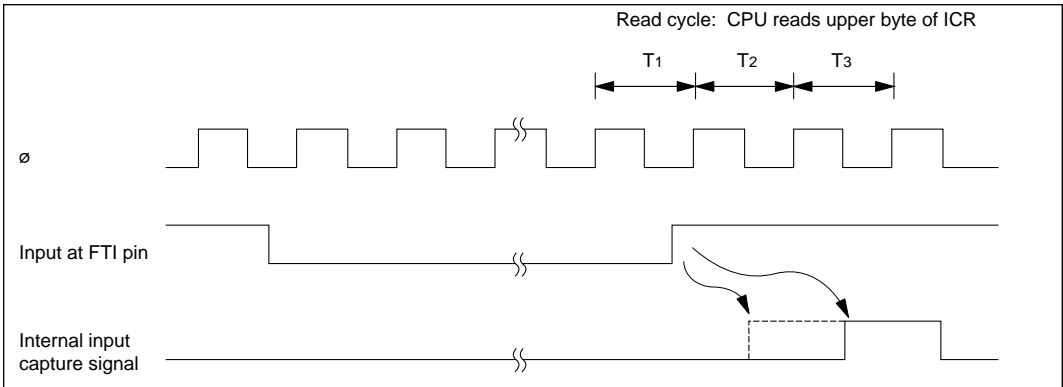 Read cycle: CPU reads upper byte of ICR
T1 T2 T3
ø
Input at FTI pin
Internal input
capture signal